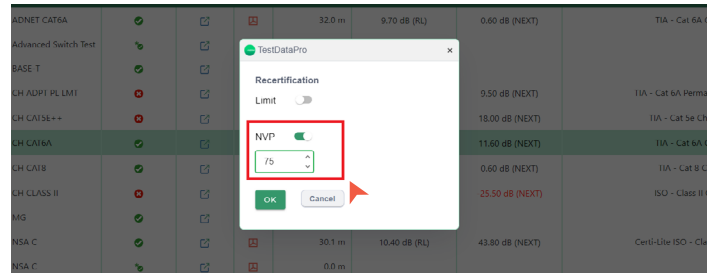 ADNET CAT6A 32.0 m 9.70 dB (RL) 0.60 dB (NEXT) TIA - Cat 6A
Advanced Switch Test
BASE-T
CH ADPT PL LMT 9.50 dB (NEXT) TIA - Cat 6A Perma
CH CAT5E++ 18.00 dB (NEXT) TIA - Cat 5e Ch
CH CAT6A 11.60 dB (NEXT) TIA - Cat 6A
CH CAT8 0.60 dB (NEXT) TIA - Cat 8 C
CH CLASS II 25.50 dB (NEXT) ISO - Class II
MG
NSA C 30.1 m 10.40 dB (RL) 43.80 dB (NEXT) Certi-Lite ISO - Cla
NSA C 0.0 m
TestDataPro ×
Recertification
Limit
NVP
75
OK Cancel